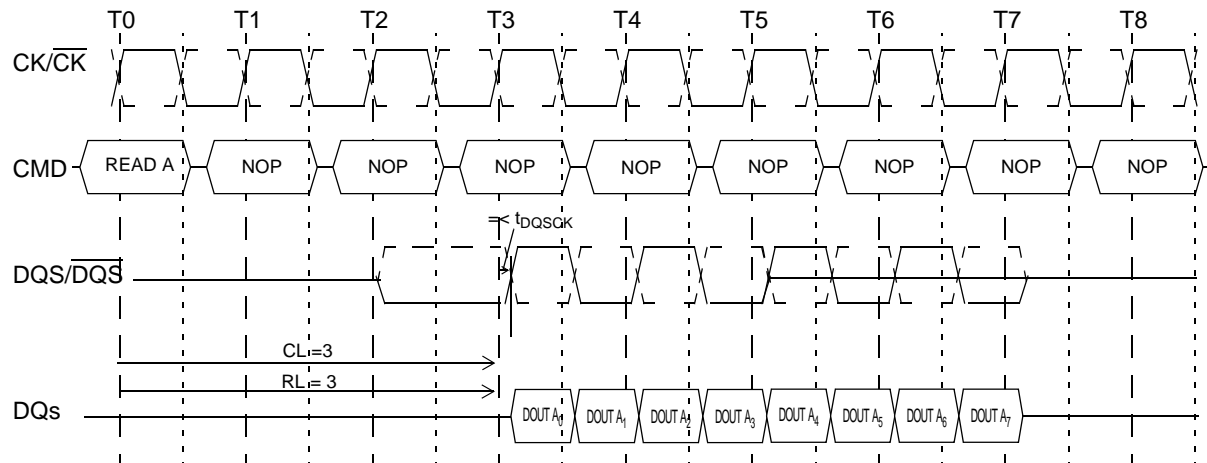 T0 T1 T2 T3 T4 T5 T6 T7 T8
CK/CK
CMD READ A NOP NOP NOP NOP NOP NOP NOP NOP
=< tDQSCK
DQS/DQS
CL =3
RL = 3
DQs DOUT A0 DOUT A1 DOUT A2 DOUT A3 DOUT A4 DOUT A5 DOUT A6 DOUT A7